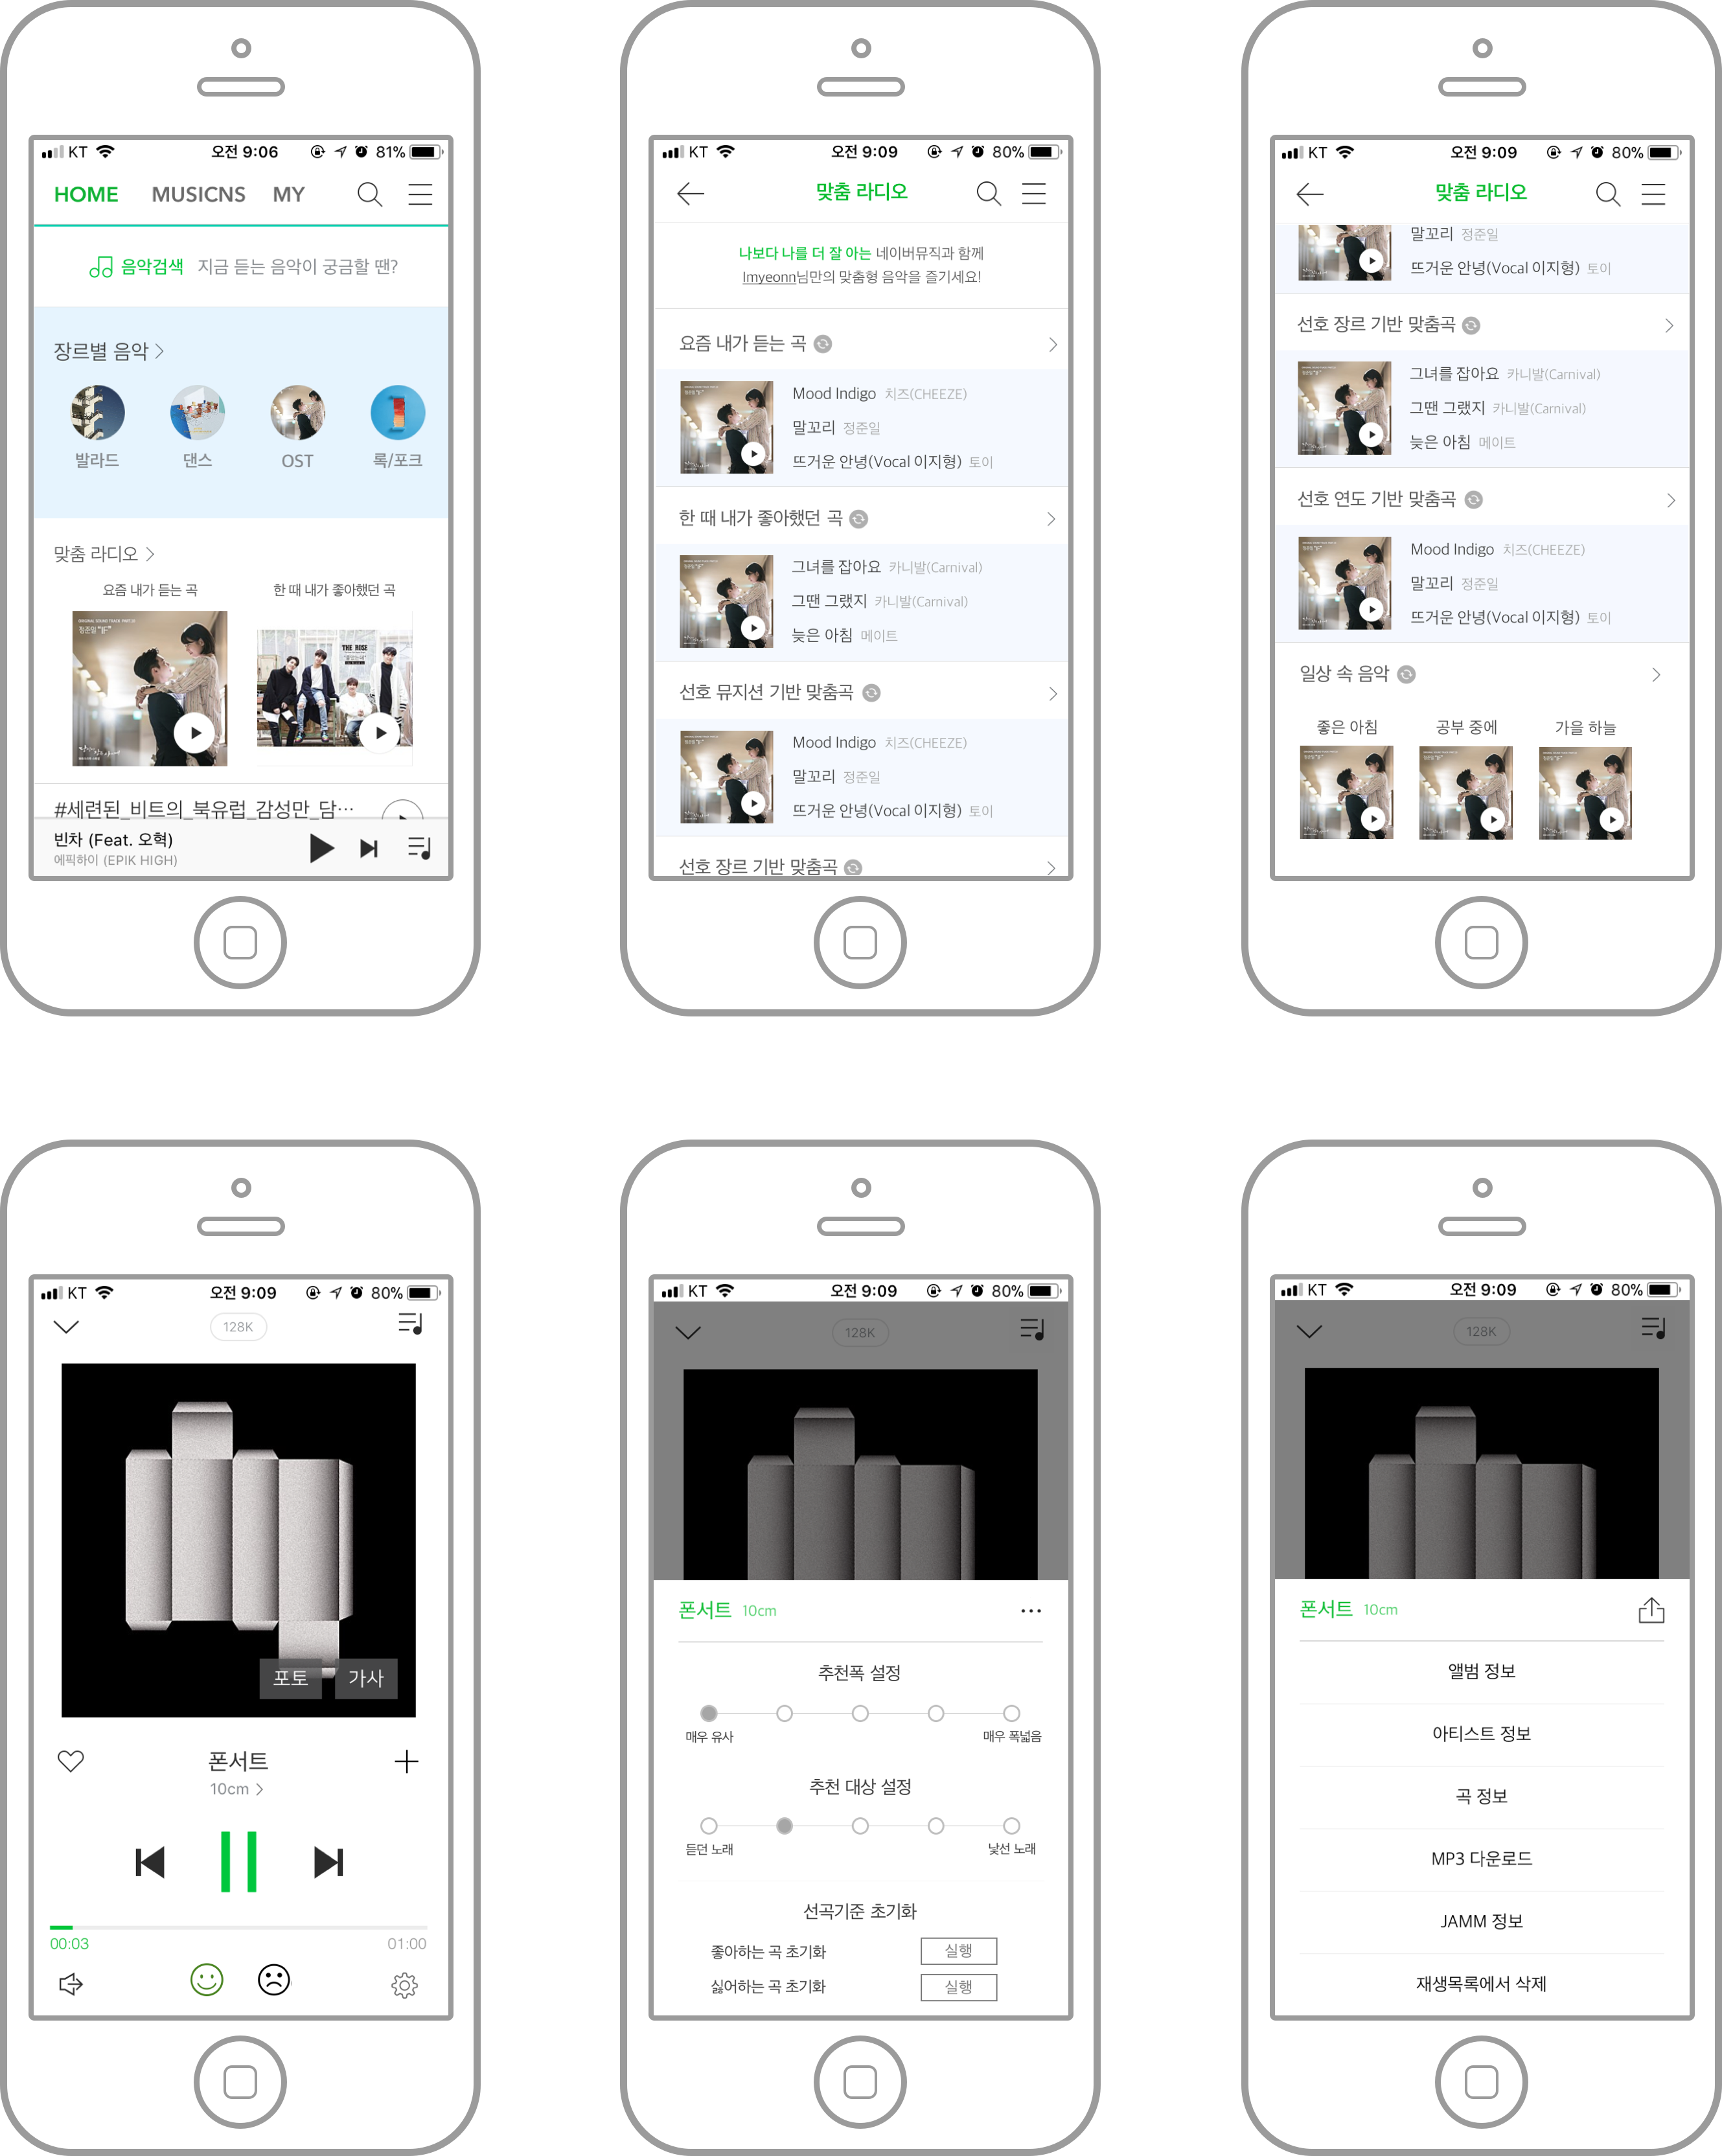 KT 오전 9:06 81%
HOME MUSICNS MY
음악검색 지금 듣는 음악이 궁금할 땐?
장르별 음악
발라드 댄스 OST 록/포크
맞춤 라디오
요즘 내가 듣는 곡 한 때 내가 좋아했던 곡
ORIGINAL SOUND TRACK PART.15
정준일 "봄"
THE ROSE
#세련된_비트의_북유럽_감성만_담…
빈차 (Feat. 오혁)
에픽하이 (EPIK HIGH)
KT 오전 9:09 80%
맞춤 라디오
나보다 나를 더 잘 아는 네이버뮤직과 함께
Imyeonn님만의 맞춤형 음악을 즐기세요!
요즘 내가 듣는 곡
Mood Indigo 치즈(CHEEZE)
말꼬리 정준일
뜨거운 안녕(Vocal 이지형) 토이
한 때 내가 좋아했던 곡
그녀를 잡아요 카니발(Carnival)
그땐 그랬지 카니발(Carnival)
늦은 아침 메이트
선호 뮤지션 기반 맞춤곡
Mood Indigo 치즈(CHEEZE)
말꼬리 정준일
뜨거운 안녕(Vocal 이지형) 토이
선호 장르 기반 맞춤곡
KT 오전 9:09 80%
맞춤 라디오
말꼬리 정준일
뜨거운 안녕(Vocal 이지형) 토이
선호 장르 기반 맞춤곡
그녀를 잡아요 카니발(Carnival)
그땐 그랬지 카니발(Carnival)
늦은 아침 메이트
선호 연도 기반 맞춤곡
Mood Indigo 치즈(CHEEZE)
말꼬리 정준일
뜨거운 안녕(Vocal 이지형) 토이
일상 속 음악
좋은 아침 공부 중에 가을 하늘
KT 오전 9:09 80%
128K
포토 가사
폰서트
10cm
00:03 01:00
KT 오전 9:09 80%
128K
폰서트 10cm
추천폭 설정
매우 유사 매우 폭넓음
추천 대상 설정
듣던 노래 낯선 노래
선곡기준 초기화
좋아하는 곡 초기화 실행
싫어하는 곡 초기화 실행
KT 오전 9:09 80%
128K
폰서트 10cm
앨범 정보
아티스트 정보
곡 정보
MP3 다운로드
JAMM 정보
재생목록에서 삭제